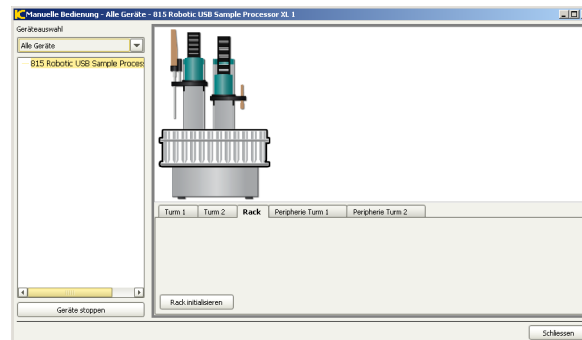 Manuelle Bedienung - Alle Geräte - 815 Robotic USB Sample Processor XL 1
Geräteauswahl
Alle Geräte
815 Robotic USB Sample Proces
Turm 1
Turm 2
Rack
Peripherie Turm 1
Peripherie Turm 2
Rack initialisieren
Geräte stoppen
Schliessen